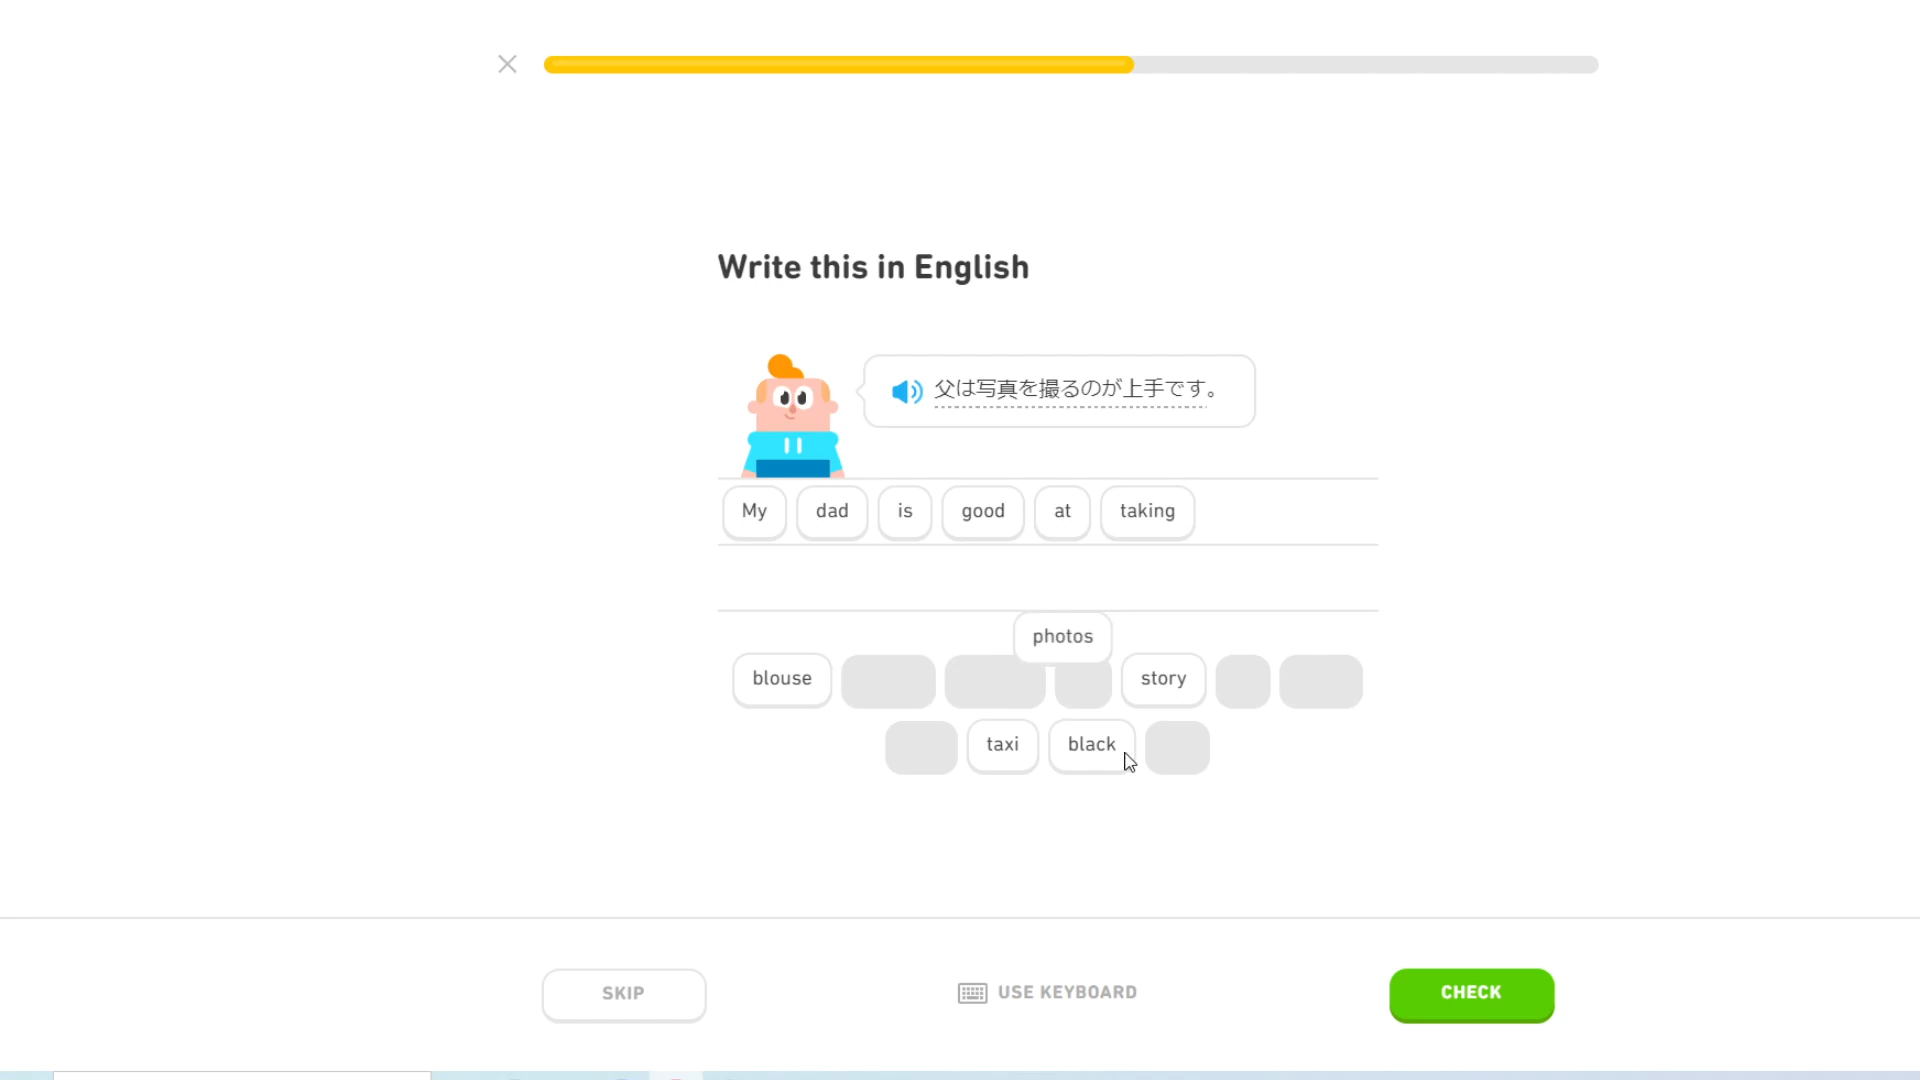 Write this in English
父は写真を撮るのが上手です。
My dad is good at taking
photos
blouse story
taxi black
SKIP USE KEYBOARD CHECK